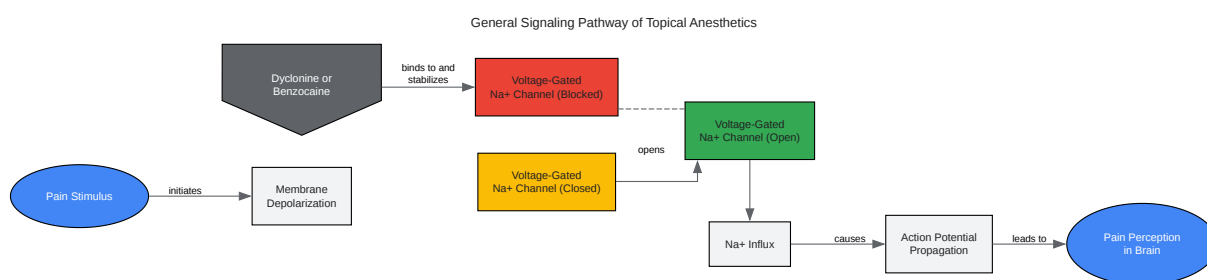 General Signaling Pathway of Topical Anesthetics
Dyclonine or
Benzocaine
binds to and
stabilizes
Voltage-Gated
Na+ Channel (Blocked)
Voltage-Gated
Na+ Channel (Open)
opens
Voltage-Gated
Na+ Channel (Closed)
Pain Stimulus
initiates
Membrane
Depolarization
Na+ Influx
causes
Action Potential
Propagation
leads to
Pain Perception
in Brain